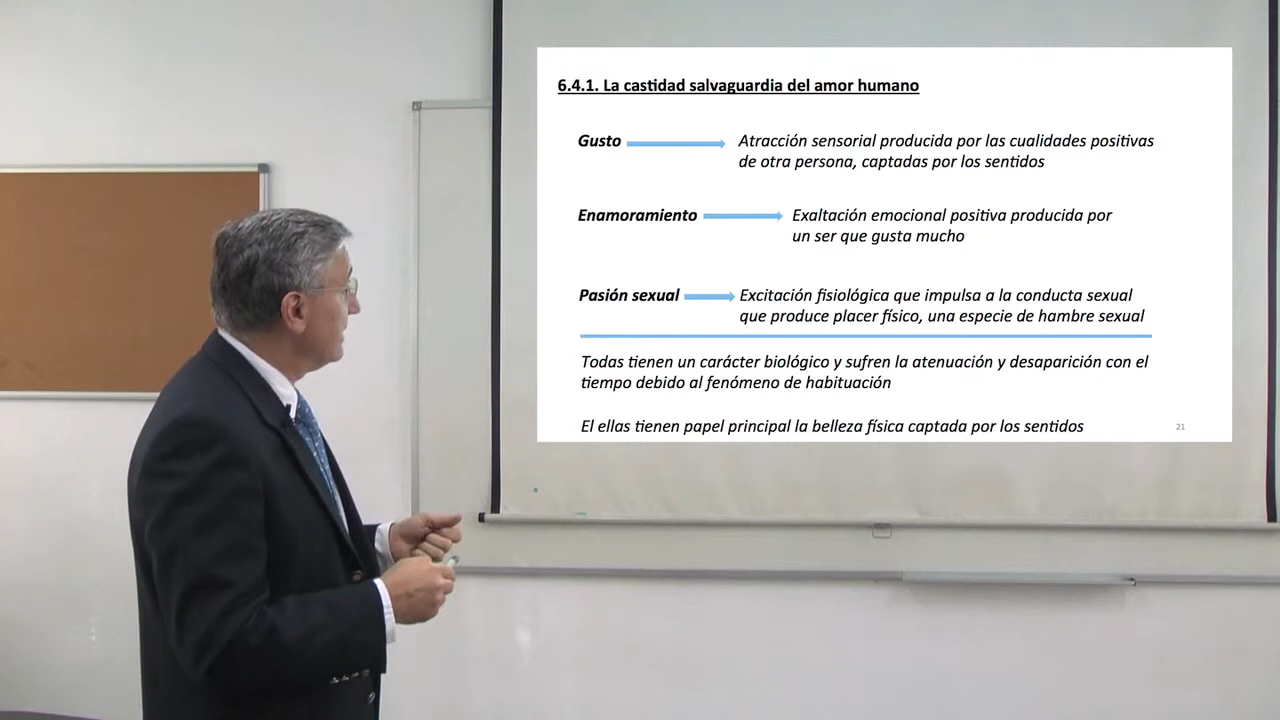 6.4.1. La castidad salvaguardia del amor humano
Gusto
Atracción sensorial producida por las cualidades positivas
de otra persona, captadas por los sentidos
Enamoramiento
Exaltación emocional positiva producida por
un ser que gusta mucho
Pasión sexual
Excitación fisiológica que impulsa a la conducta sexual
que produce placer físico, una especie de hambre sexual
Todas tienen un carácter biológico y sufren la atenuación y desaparición con el
tiempo debido al fenómeno de habituación
El ellas tienen papel principal la belleza física captada por los sentidos
21